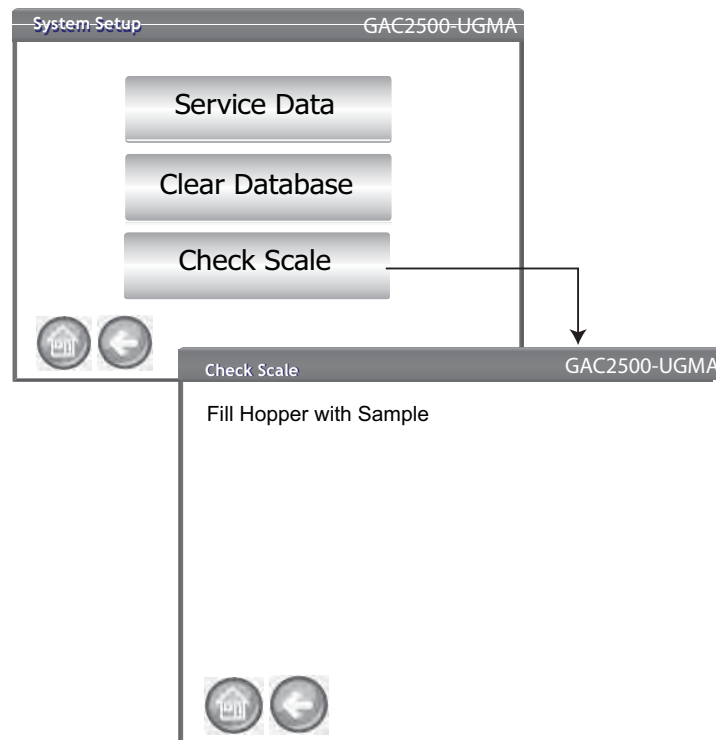 System Setup GAC2500-UGMA
Service Data
Clear Database
Check Scale
Check Scale GAC2500-UGMA
Fill Hopper with Sample